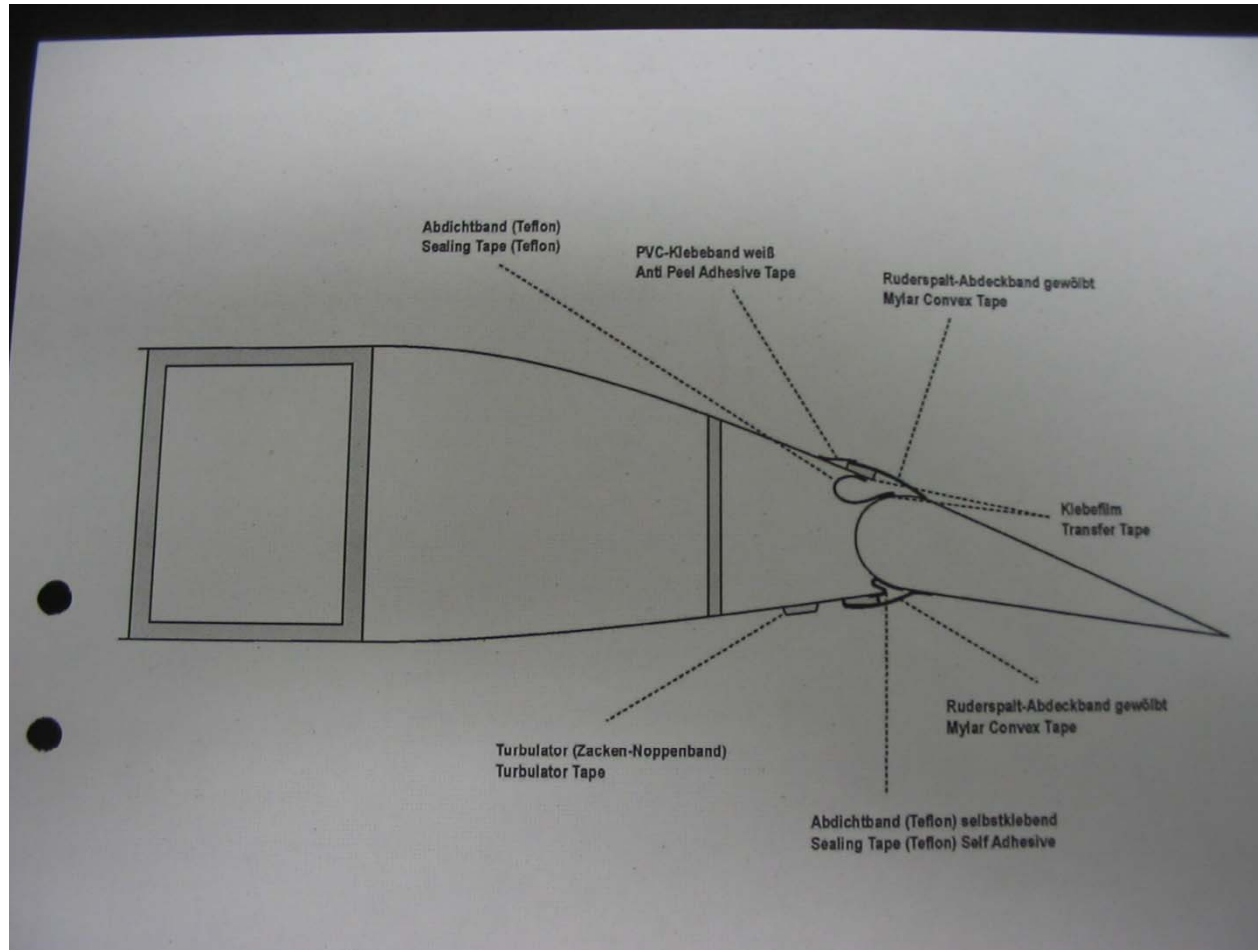 Abdichtband (Teflon)
Sealing Tape (Teflon)
PVC-Klebeband weiß
Anti Peel Adhesive Tape
Ruderspalt-Abdeckband gewölbt
Mylar Convex Tape
Klebefilm
Transfer Tape
Ruderspalt-Abdeckband gewölbt
Mylar Convex Tape
Turbulator (Zacken-Noppenband)
Turbulator Tape
Abdichtband (Teflon) selbstklebend
Sealing Tape (Teflon) Self Adhesive